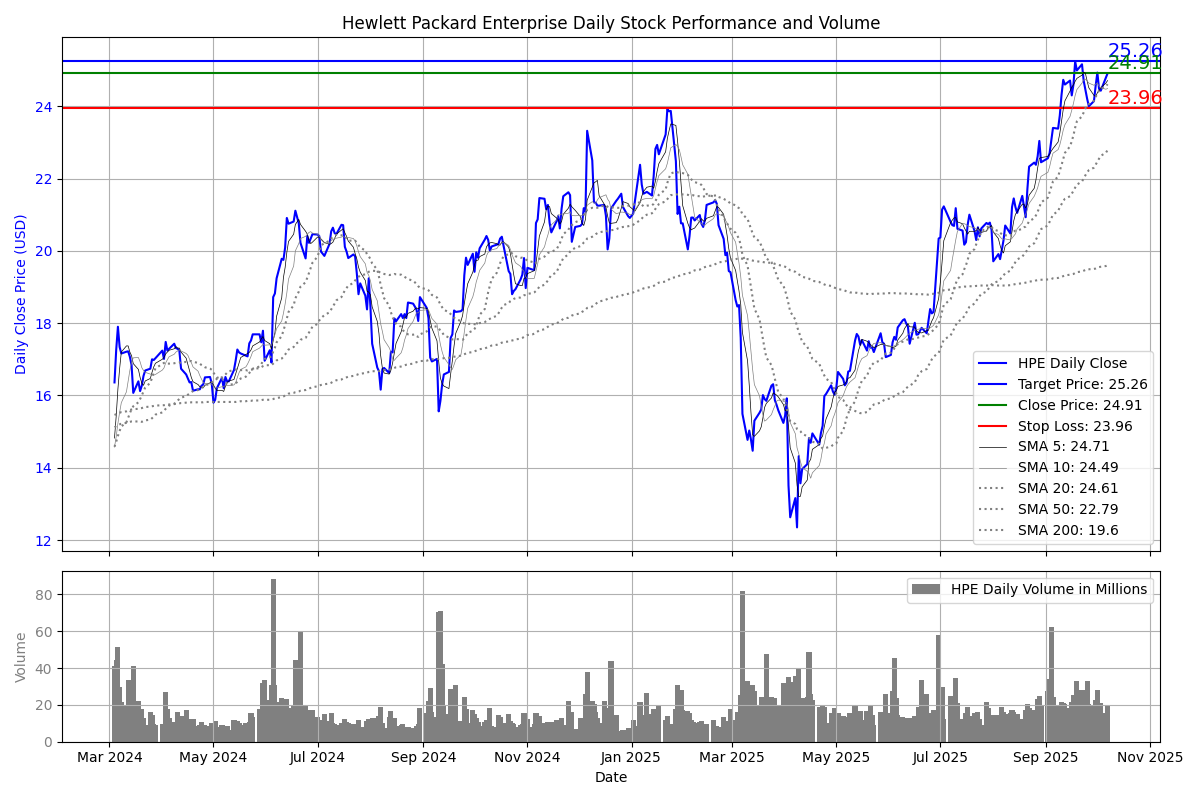 Hewlett Packard Enterprise Daily Stock Performance and Volume
Daily Close Price (USD)
24
22
20
18
16
14
12
25.26
24.91
23.96
HPE Daily Close
Target Price: 25.26
Close Price: 24.91
Stop Loss: 23.96
SMA 5: 24.71
SMA 10: 24.49
SMA 20: 24.61
SMA 50: 22.79
SMA 200: 19.6
Volume
80
60
40
20
0
HPE Daily Volume in Millions
Mar 2024 May 2024 Jul 2024 Sep 2024 Nov 2024 Jan 2025 Mar 2025 May 2025 Jul 2025 Sep 2025 Nov 2025
Date